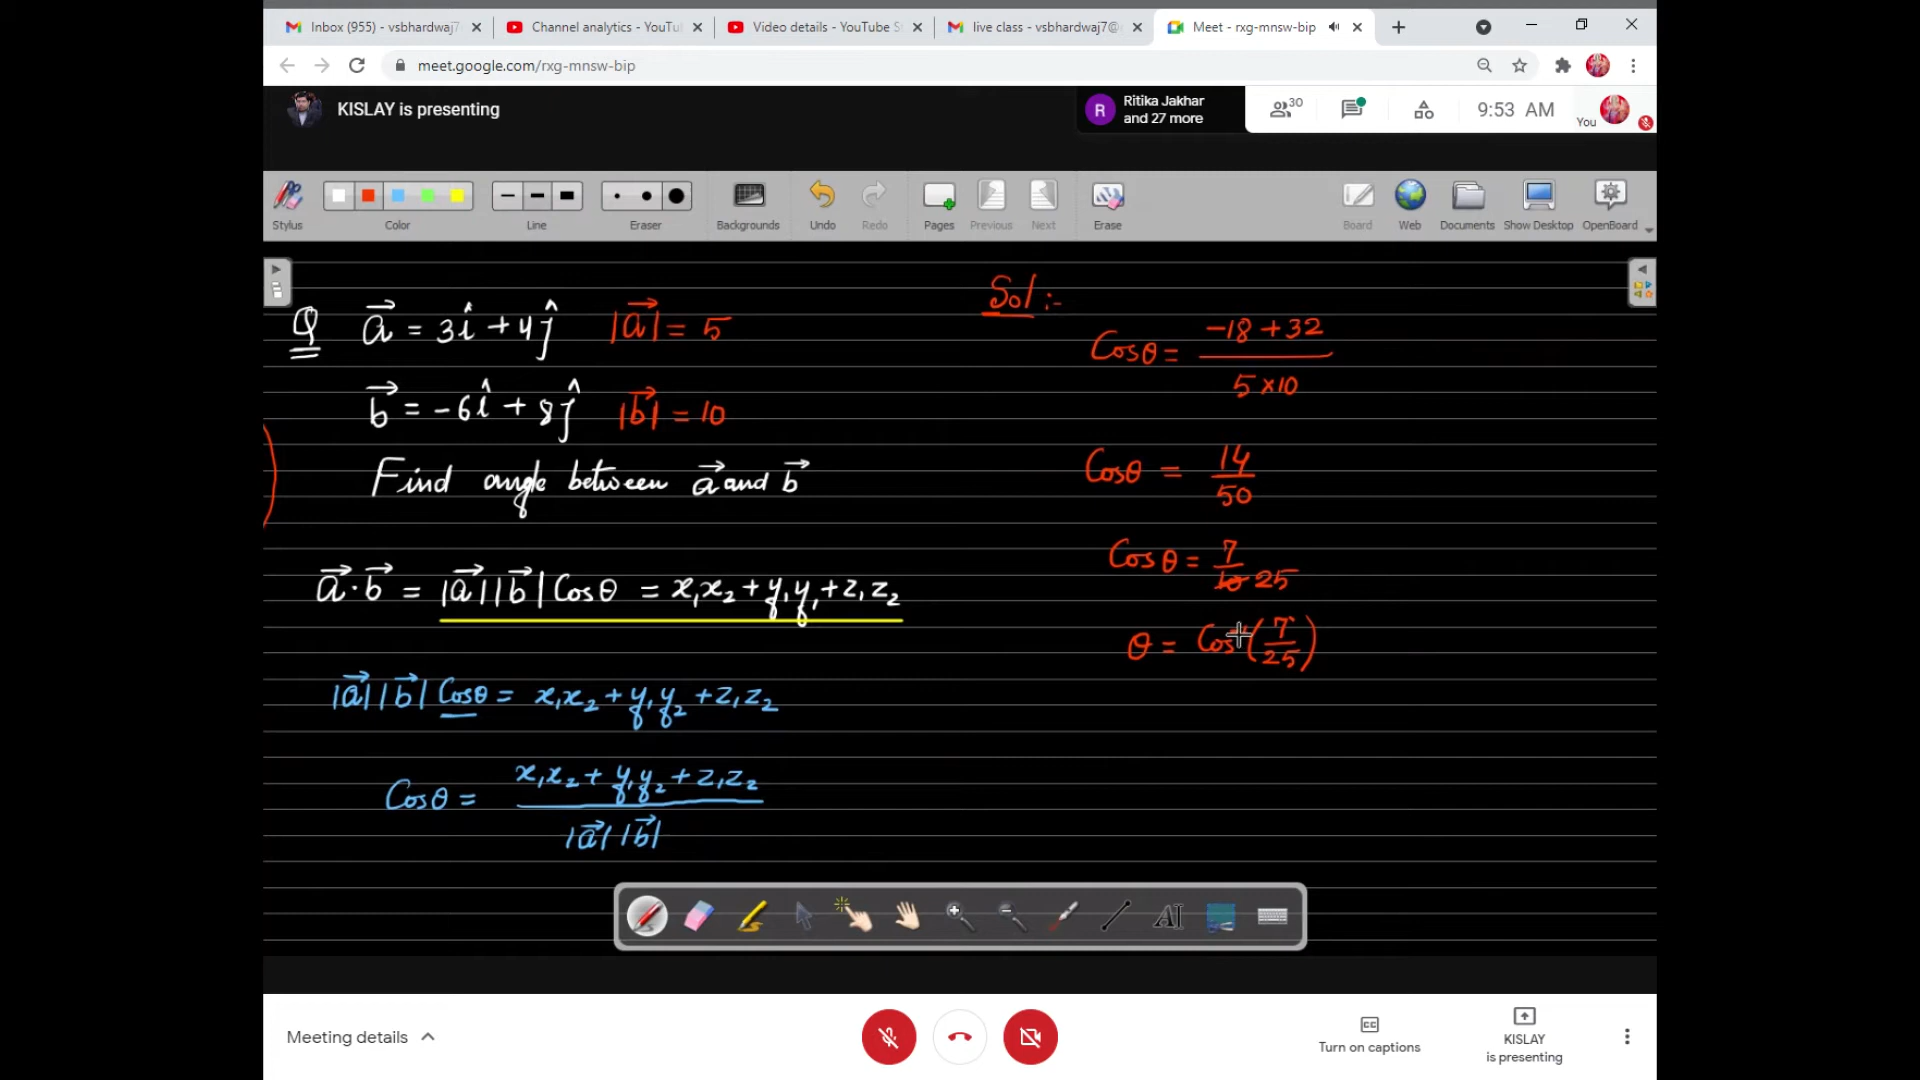 Inbox (955) - vsbhardwaj7
Channel analytics - YouTu
Video details - YouTube S
live class - vsbhardwaj7@
Meet - rxg-mnsw-bip
meet.google.com/rxg-mnsw-bip
KISLAY is presenting
R
Ritika Jakhar
and 27 more
30
9:53 AM
You
Stylus
Color
Line
Eraser
Backgrounds
Undo
Redo
Pages
Previous
Next
Erase
Board
Web
Documents
Show Desktop
OpenBoard
Q a⃗ = 3î + 4ĵ |a⃗| = 5
b⃗ = -6î + 8ĵ |b⃗| = 10
Find angle between a⃗ and b⃗
a⃗ · b⃗ = |a⃗| |b⃗| Cosθ = x₁x₂ + y₁y₁ + z₁z₂
|a⃗| |b⃗| Cosθ = x₁x₂ + y₁y₂ + z₁z₂
Cosθ = x₁x₂ + y₁y₂ + z₁z₂
|a⃗| |b⃗|
Sol :-
Cosθ = -18 + 32
5 × 10
Cosθ = 14
50
Cosθ = 7
25
θ = Cos⁻¹(7/25)
AI
Meeting details
CC
Turn on captions
KISLAY
is presenting